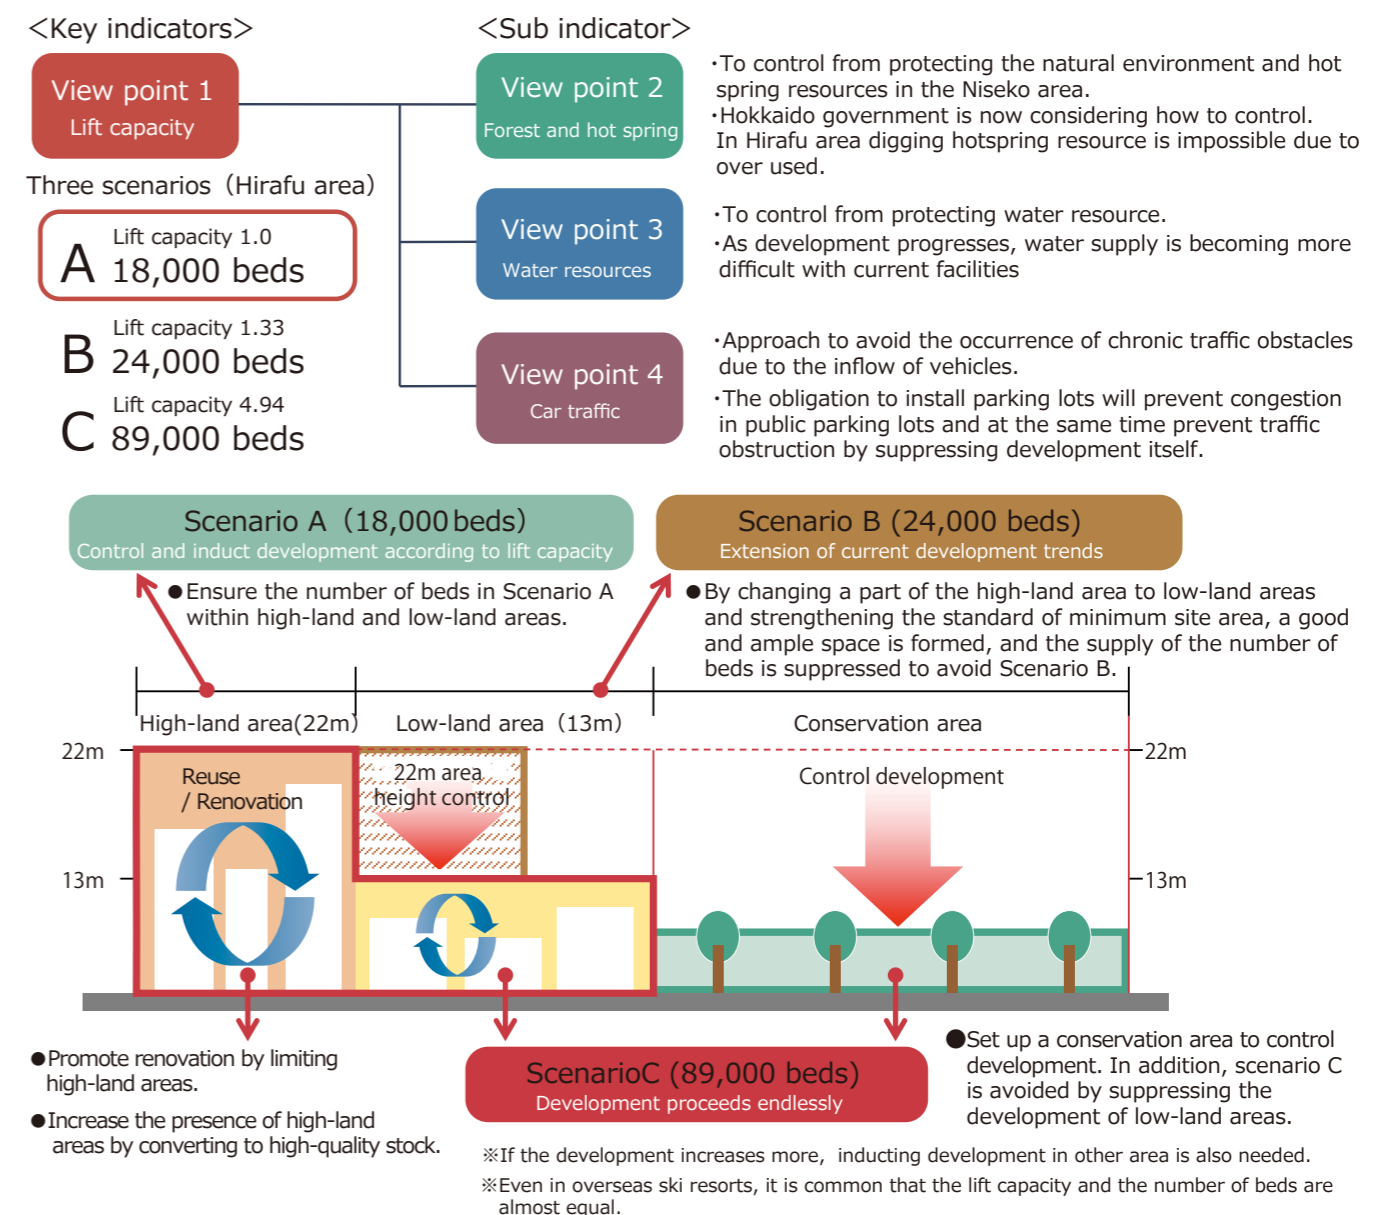 <Key indicators>
<Sub indicator>
View point 1
Lift capacity
View point 2
Forest and hot spring
・To control from protecting the natural environment and hot
spring resources in the Niseko area.
・Hokkaido government is now considering how to control.
In Hirafu area digging hotspring resource is impossible due to
over used.
Three scenarios（Hirafu area）
A
Lift capacity 1.0
18,000 beds
B
Lift capacity 1.33
24,000 beds
C
Lift capacity 4.94
89,000 beds
View point 3
Water resources
・To control from protecting water resource.
・As development progresses, water supply is becoming more
difficult with current facilities
View point 4
Car traffic
・Approach to avoid the occurrence of chronic traffic obstacles
due to the inflow of vehicles.
・The obligation to install parking lots will prevent congestion
in public parking lots and at the same time prevent traffic
obstruction by suppressing development itself.
Scenario A（18,000 beds）
Control and induct development according to lift capacity
●Ensure the number of beds in Scenario A
within high-land and low-land areas.
Scenario B (24,000 beds)
Extension of current development trends
●By changing a part of the high-land area to low-land areas
and strengthening the standard of minimum site area, a good
and ample space is formed, and the supply of the number of
beds is suppressed to avoid Scenario B.
High-land area(22m）
Low-land area（13m）
Conservation area
22m
22m
Reuse
/ Renovation
22m area
height control
Control development
13m
13m
●Promote renovation by limiting
high-land areas.
●Increase the presence of high-land
areas by converting to high-quality stock.
ScenarioC (89,000 beds)
Development proceeds endlessly
●Set up a conservation area to control
development. In addition, scenario C
is avoided by suppressing the
development of low-land areas.
※If the development increases more, inducting development in other area is also needed.
※Even in overseas ski resorts, it is common that the lift capacity and the number of beds are
almost equal.